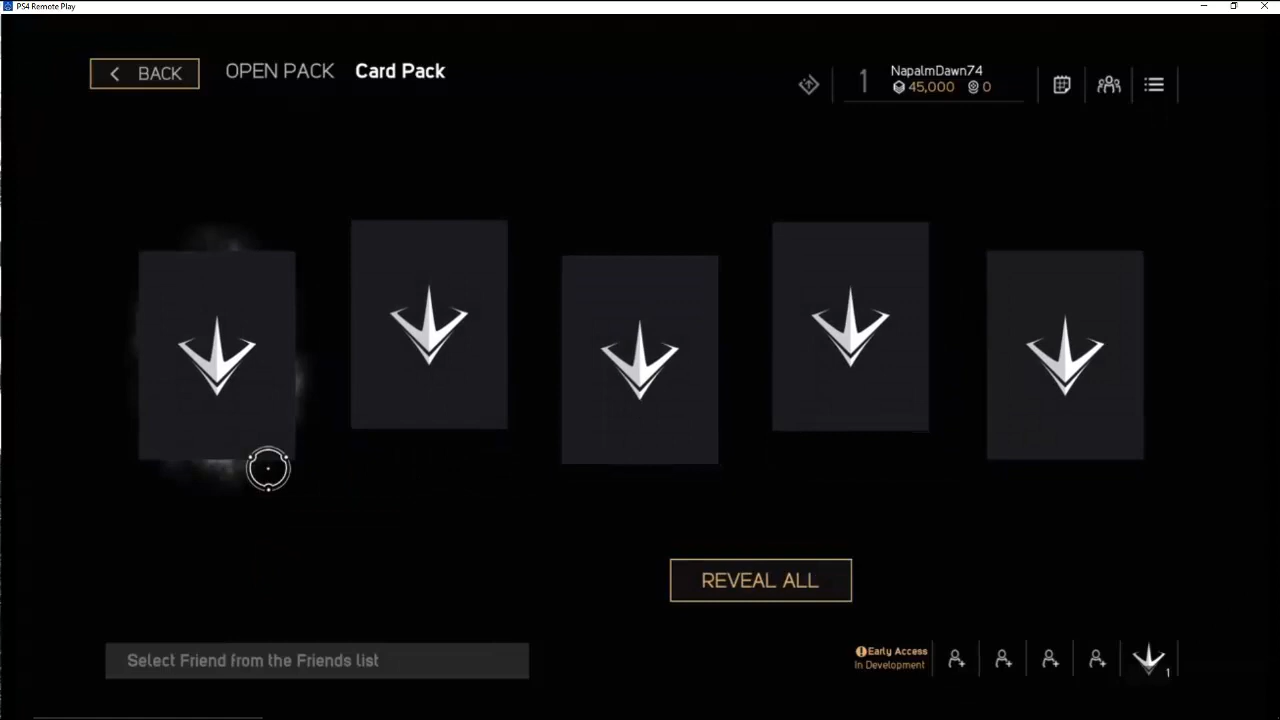 PS4 Remote Play
BACK
OPEN PACK
Card Pack
1
NapalmDawn74
45,000
0
REVEAL ALL
Select Friend from the Friends list
Early Access
In Development
1